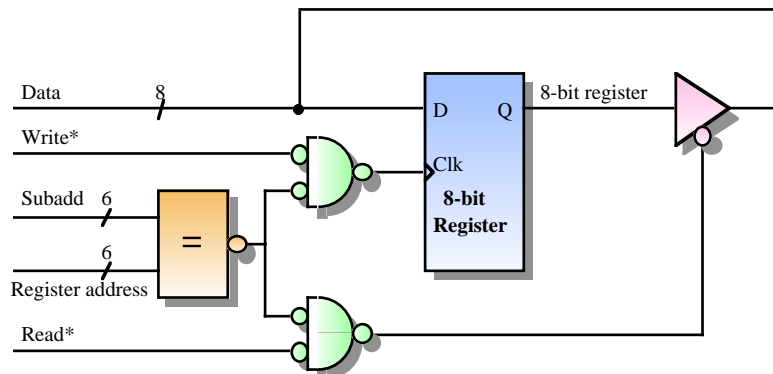 Data
8
8-bit register
D
Q
Write*
Clk
Subadd
6
8-bit
Register
=
6
Register address
Read*